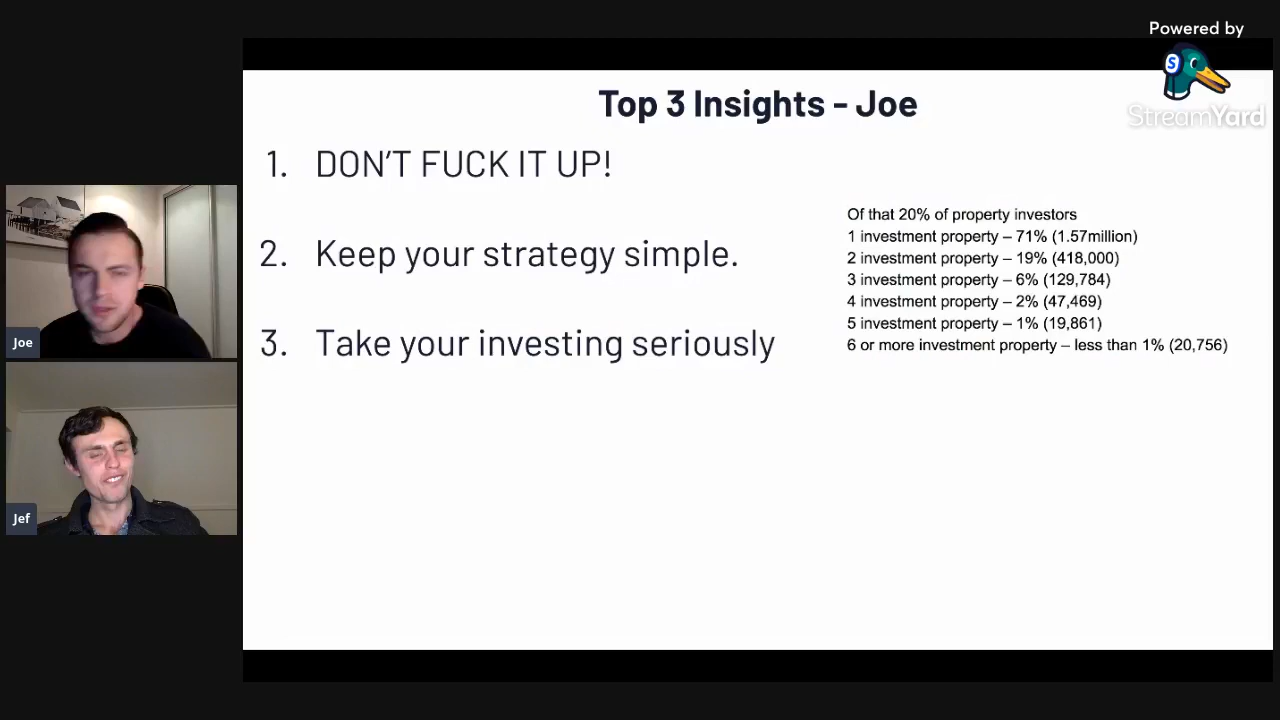 Powered by
StreamYard
Top 3 Insights - Joe
1. DON'T FUCK IT UP!
2. Keep your strategy simple.
3. Take your investing seriously
Of that 20% of property investors
1 investment property – 71% (1.57million)
2 investment property – 19% (418,000)
3 investment property – 6% (129,784)
4 investment property – 2% (47,469)
5 investment property – 1% (19,861)
6 or more investment property – less than 1% (20,756)
Joe
Jef